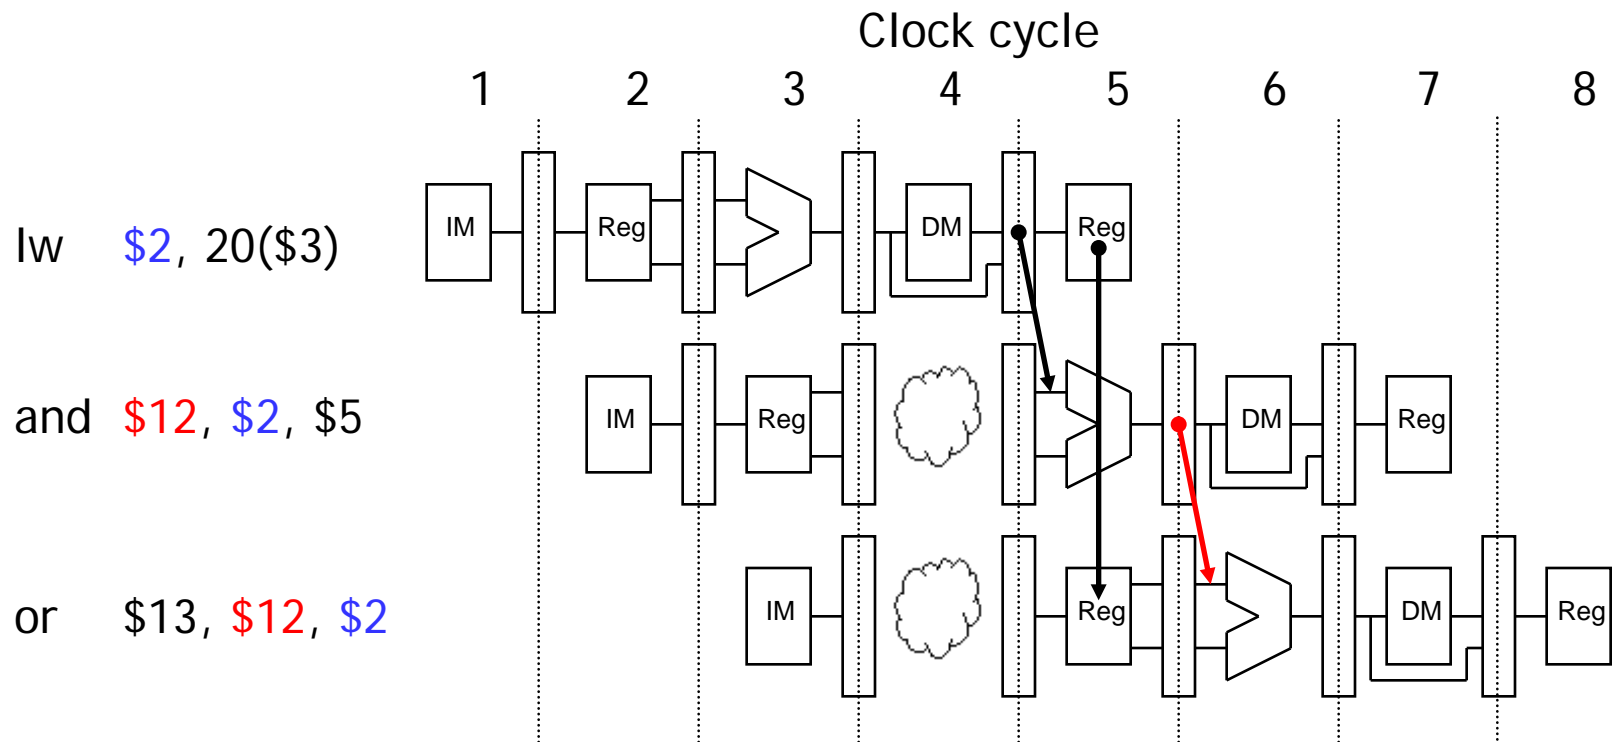 Clock cycle
1 2 3 4 5 6 7 8
lw $2, 20($3)
IM Reg DM Reg
and $12, $2, $5
IM Reg DM Reg
or $13, $12, $2
IM Reg DM Reg